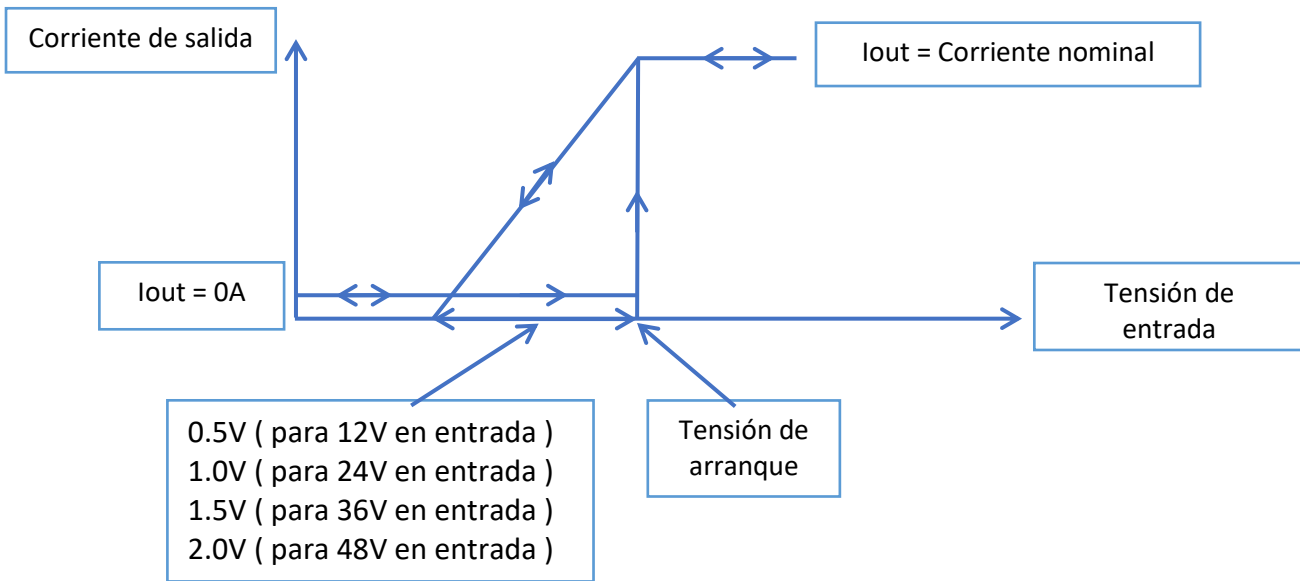 Corriente de salida
Iout = Corriente nominal
Iout = 0A
Tensión de
entrada
0.5V ( para 12V en entrada )
1.0V ( para 24V en entrada )
1.5V ( para 36V en entrada )
2.0V ( para 48V en entrada )
Tensión de
arranque